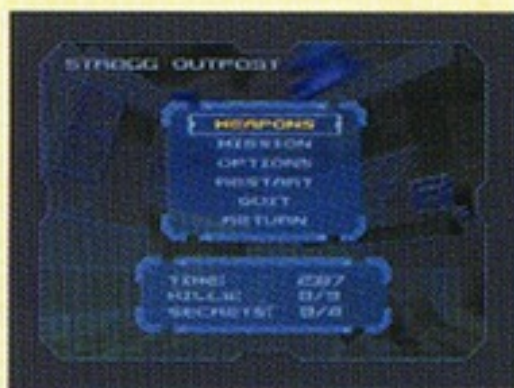 STROGG OUTPOST
WEAPONS
MISSION
OPTIONS
RESTART
QUIT
RETURN
TIME:
KILLS:
SECRETS: